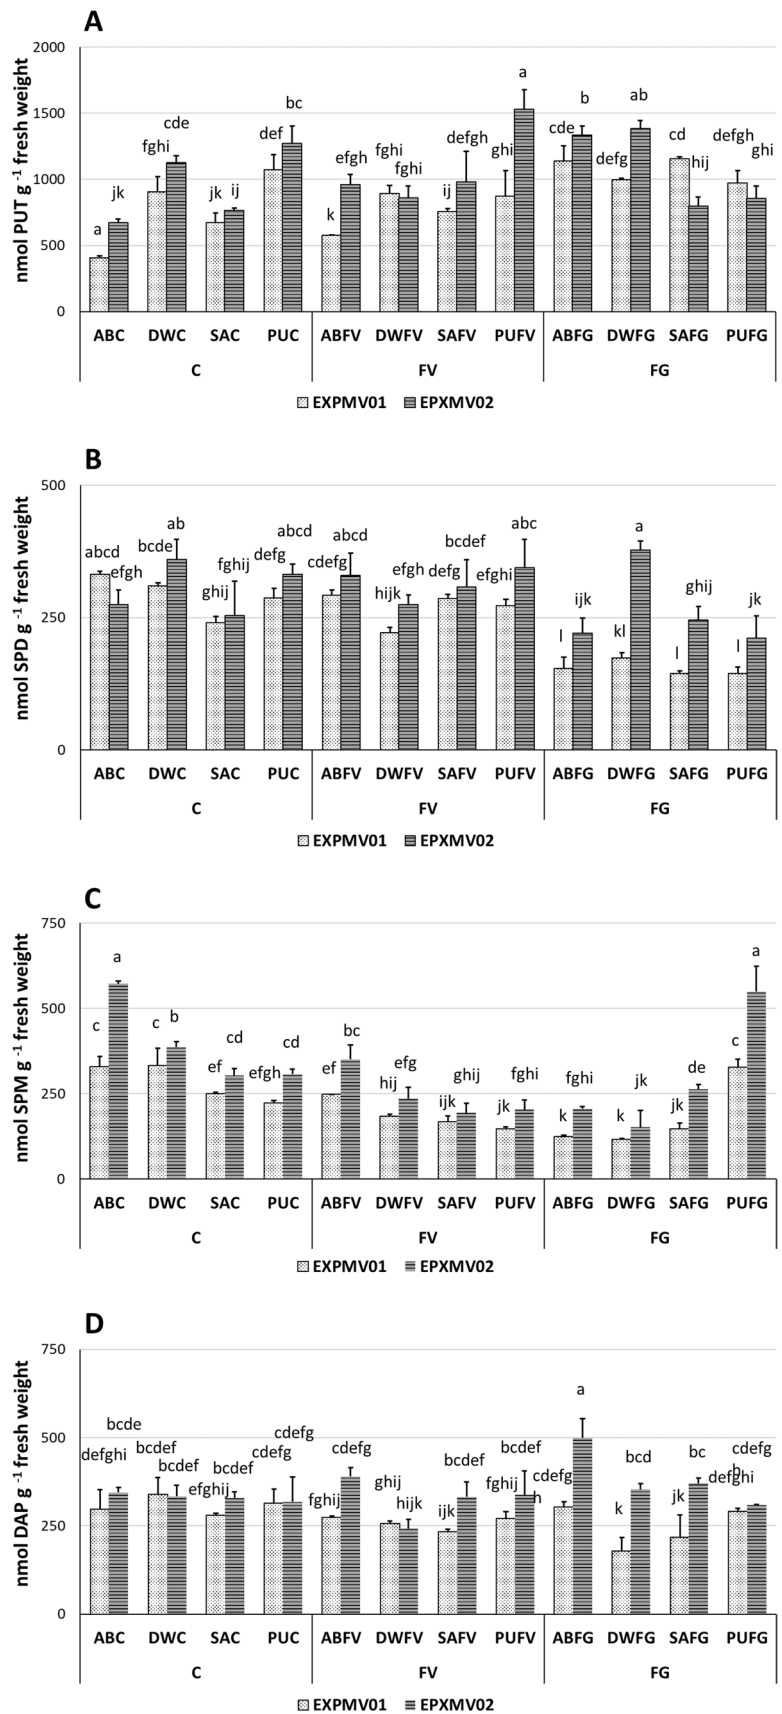 A
nmol PUT g -1 fresh weight
2000
1500
1000
500
0
a jk fghi cde jk ij def bc k efgh fghi fghi ij defgh ghi a cde b defg ab cd hij defgh ghi
ABC DWC SAC PUC ABFV DWFV SAFV PUFV ABFG DWFG SAFG PUFG
C FV FG
EXPMV01 EPXMV02
B
nmol SPD g -1 fresh weight
500
250
0
abcd efgh bcde ab ghij fghij defg abcd cdefg abcd hijk efgh defg bcdef efghi abc l ijk kl a l ghij l jk
ABC DWC SAC PUC ABFV DWFV SAFV PUFV ABFG DWFG SAFG PUFG
C FV FG
EXPMV01 EPXMV02
C
nmol SPM g -1 fresh weight
750
500
250
0
c a c b ef cd efgh cd ef bc hij efg ijk ghij jk fghi k fghi k jk jk de c a
ABC DWC SAC PUC ABFV DWFV SAFV PUFV ABFG DWFG SAFG PUFG
C FV FG
EXPMV01 EPXMV02
D
nmol DAP g -1 fresh weight
750
500
250
0
defghi bcde bcdef bcdef efghij bcdef cdefg cdefg fghij cdefg ghij hijk ijk bcdef fghij bcdef cdefg h a k bcd jk bc defghi cdefg h
ABC DWC SAC PUC ABFV DWFV SAFV PUFV ABFG DWFG SAFG PUFG
C FV FG
EXPMV01 EPXMV02